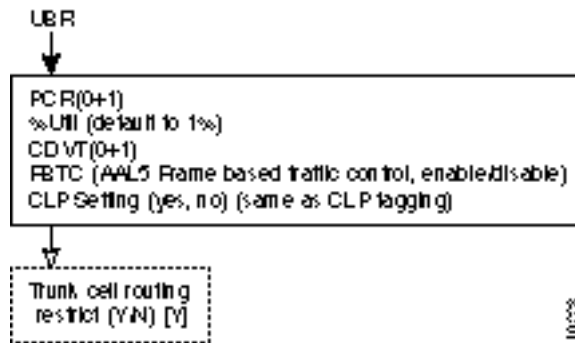 UBR
PCR(0+1)
%Util (default to 1%)
CDVT(0+1)
FBTC (AAL5 Frame based traffic control, enable/disable)
CLP Setting (yes, no) (same as CLP tagging)
Trunk cell routing
restrict (Y/N) [Y]